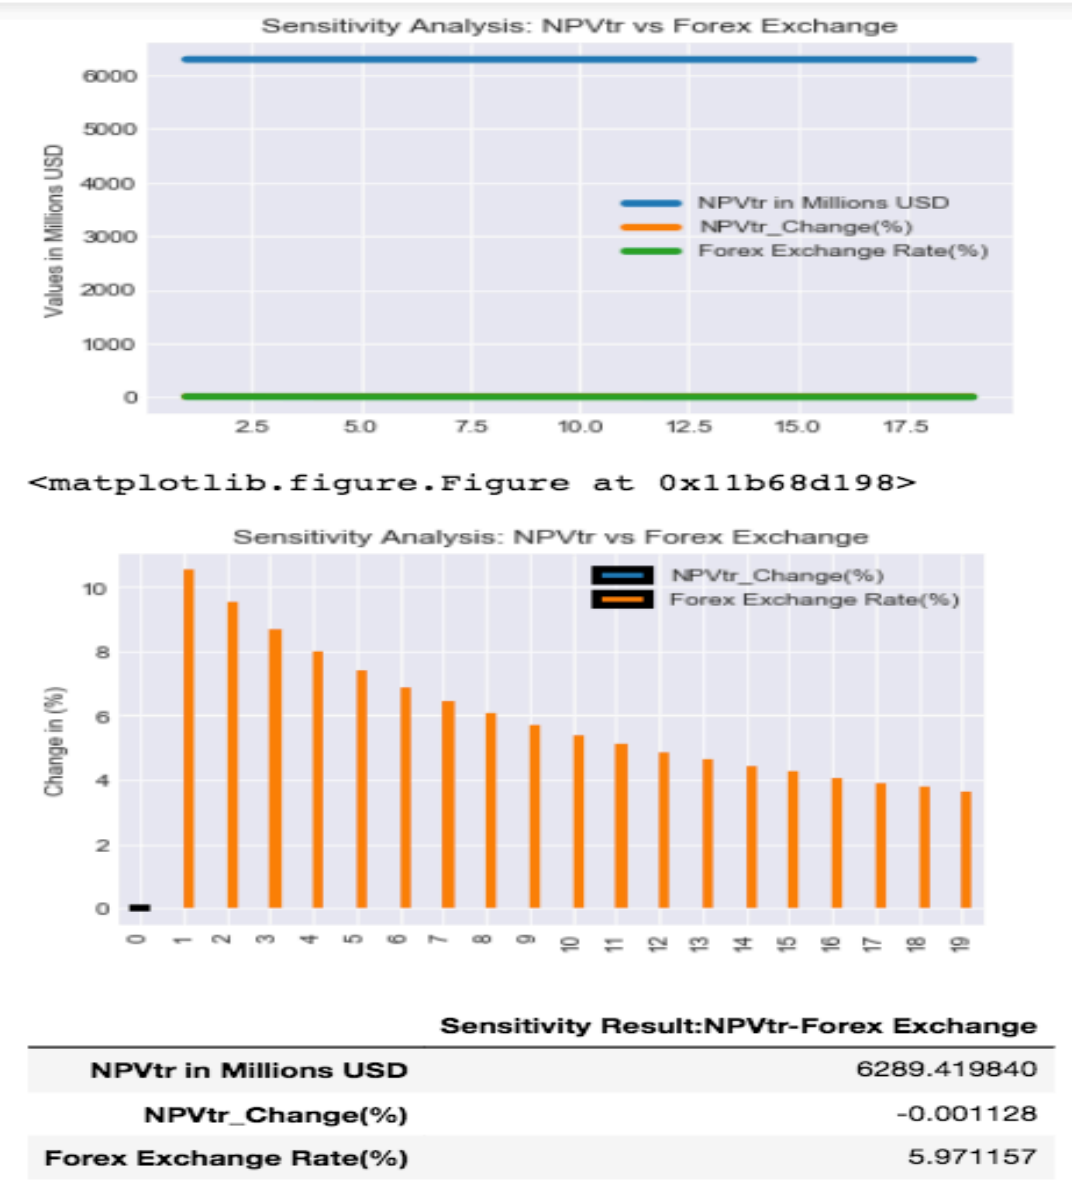 Sensitivity Analysis: NPVtr vs Forex Exchange
6000
5000
4000
3000
2000
1000
0
Values in Millions USD
NPVtr in Millions USD
NPVtr_Change(%)
Forex Exchange Rate(%)
2.5 5.0 7.5 10.0 12.5 15.0 17.5
<matplotlib.figure.Figure at 0x11b68d198>
Sensitivity Analysis: NPVtr vs Forex Exchange
NPVtr_Change(%)
Forex Exchange Rate(%)
10
8
6
4
2
0
Change in (%)
0 1 2 3 4 5 6 7 8 9 10 11 12 13 14 15 16 17 18 19
Sensitivity Result:NPVtr-Forex Exchange
NPVtr in Millions USD 6289.419840
NPVtr_Change(%) -0.001128
Forex Exchange Rate(%) 5.971157